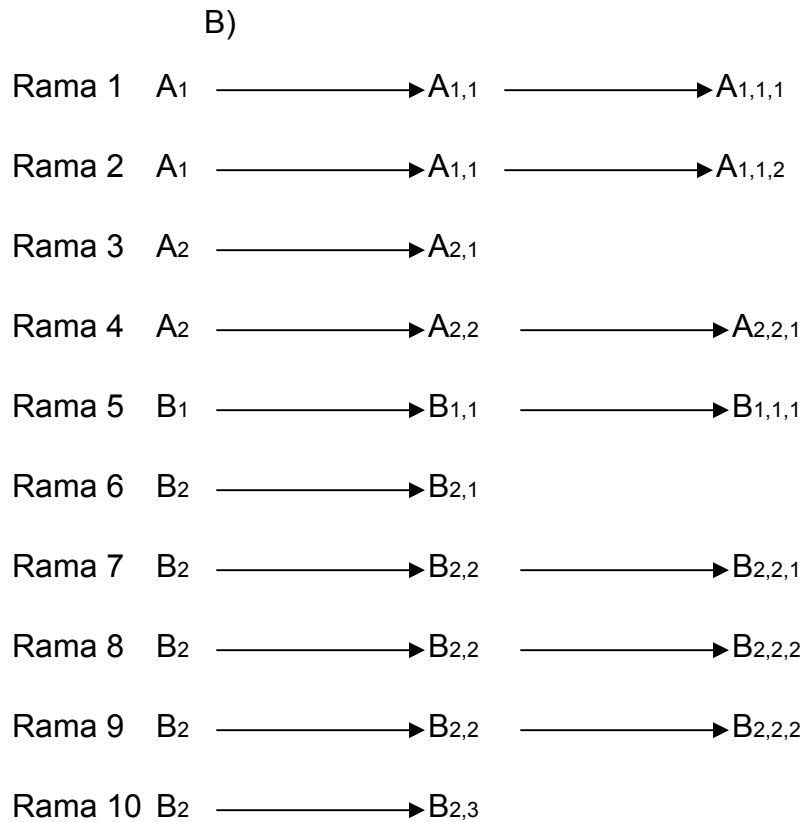 B)
Rama 1 A1 A1,1 A1,1,1
Rama 2 A1 A1,1 A1,1,2
Rama 3 A2 A2,1
Rama 4 A2 A2,2 A2,2,1
Rama 5 B1 B1,1 B1,1,1
Rama 6 B2 B2,1
Rama 7 B2 B2,2 B2,2,1
Rama 8 B2 B2,2 B2,2,2
Rama 9 B2 B2,2 B2,2,2
Rama 10 B2 B2,3